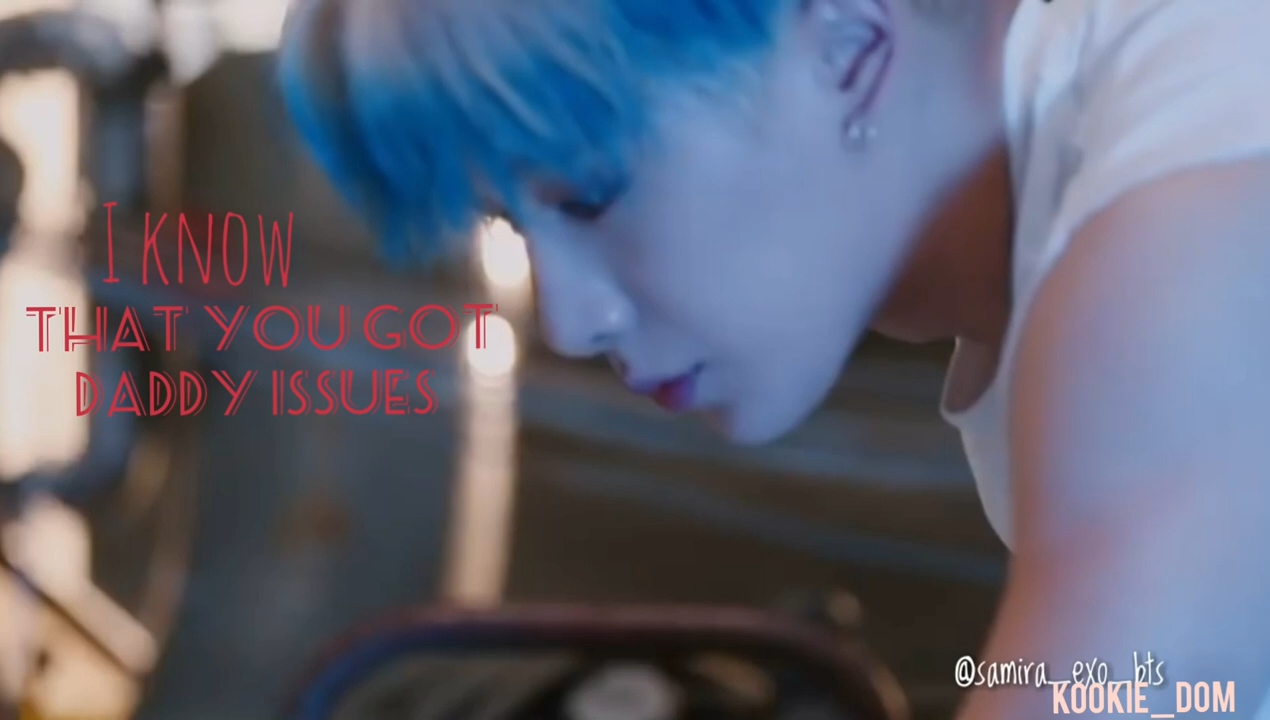 I KNOW
THAT YOU GOT
DADDY ISSUES
@samira_exo_bts
KOOKIE_DOM